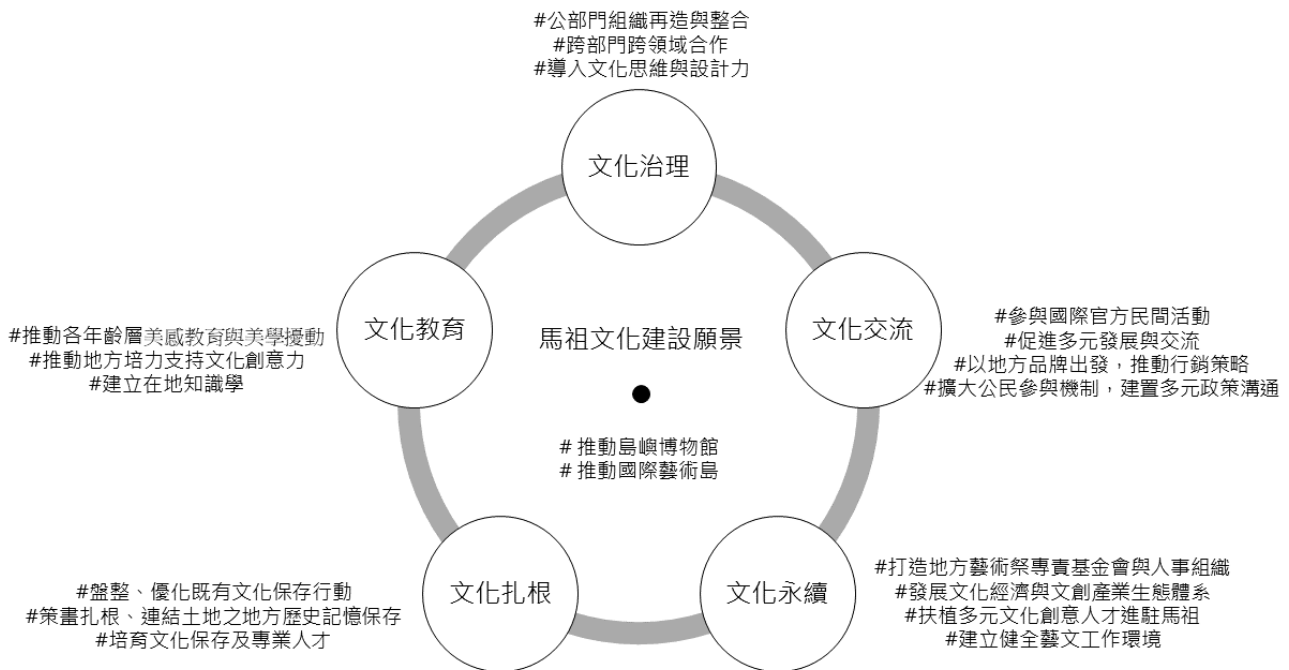 #公部門組織再造與整合
#跨部門跨領域合作
#導入文化思維與設計力
文化治理
文化教育
#推動各年齡層美感教育與美學擾動
#推動地方培力支持文化創意力
#建立在地知識學
馬祖文化建設願景
# 推動島嶼博物館
# 推動國際藝術島
文化交流
#參與國際官方民間活動
#促進多元發展與交流
#以地方品牌出發，推動行銷策略
#擴大公民參與機制，建置多元政策溝通
文化扎根
#盤整、優化既有文化保存行動
#策畫扎根、連結土地之地方歷史記憶保存
#培育文化保存及專業人才
文化永續
#打造地方藝術祭專責基金會與人事組織
#發展文化經濟與文創產業生態體系
#扶植多元文化創意人才進駐馬祖
#建立健全藝文工作環境